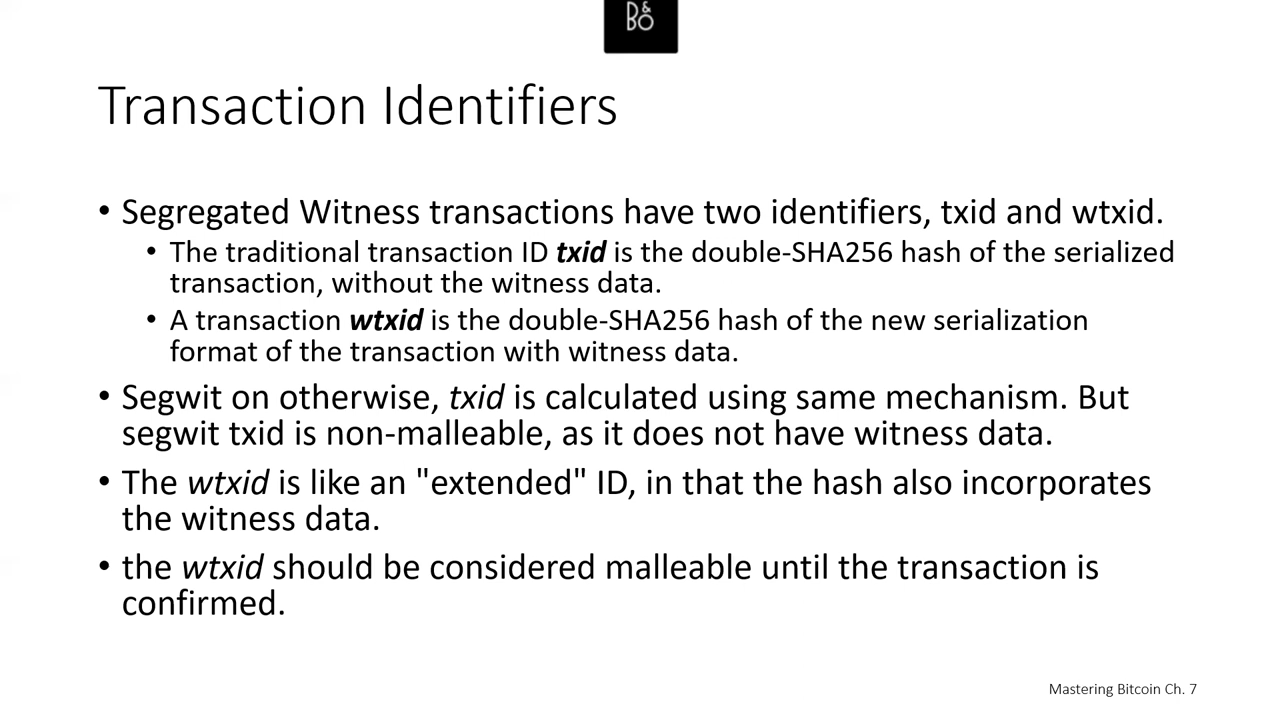 B&O
Transaction Identifiers
• Segregated Witness transactions have two identifiers, txid and wtxid.
• The traditional transaction ID txid is the double-SHA256 hash of the serialized
transaction, without the witness data.
• A transaction wtxid is the double-SHA256 hash of the new serialization
format of the transaction with witness data.
• Segwit on otherwise, txid is calculated using same mechanism. But
segwit txid is non-malleable, as it does not have witness data.
• The wtxid is like an "extended" ID, in that the hash also incorporates
the witness data.
• the wtxid should be considered malleable until the transaction is
confirmed.
Mastering Bitcoin Ch. 7